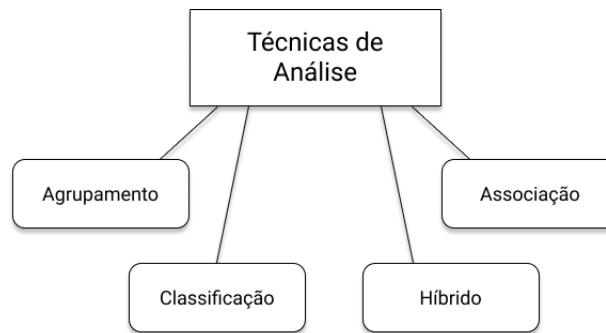 Técnicas de
Análise
Agrupamento
Associação
Classificação
Híbrido